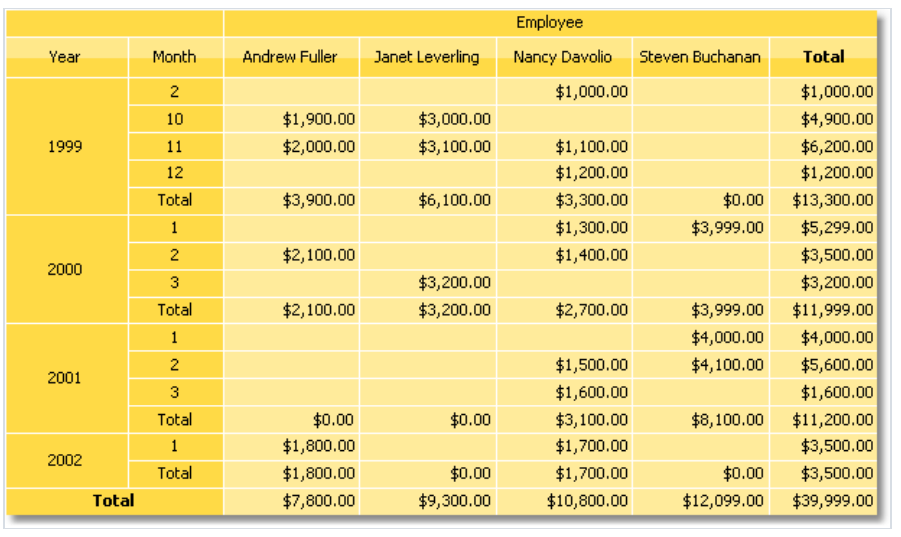 Employee
Year Month Andrew Fuller Janet Leverling Nancy Davolio Steven Buchanan Total
2 $1,000.00 $1,000.00
10 $1,900.00 $3,000.00 $4,900.00
1999 11 $2,000.00 $3,100.00 $1,100.00 $6,200.00
12 $1,200.00 $1,200.00
Total $3,900.00 $6,100.00 $3,300.00 $0.00 $13,300.00
1 $1,300.00 $3,999.00 $5,299.00
2000 2 $2,100.00 $1,400.00 $3,500.00
3 $3,200.00 $3,200.00
Total $2,100.00 $3,200.00 $2,700.00 $3,999.00 $11,999.00
1 $4,000.00 $4,000.00
2001 2 $1,500.00 $4,100.00 $5,600.00
3 $1,600.00 $1,600.00
Total $0.00 $0.00 $3,100.00 $8,100.00 $11,200.00
2002 1 $1,800.00 $1,700.00 $3,500.00
Total $1,800.00 $0.00 $1,700.00 $0.00 $3,500.00
Total $7,800.00 $9,300.00 $10,800.00 $12,099.00 $39,999.00